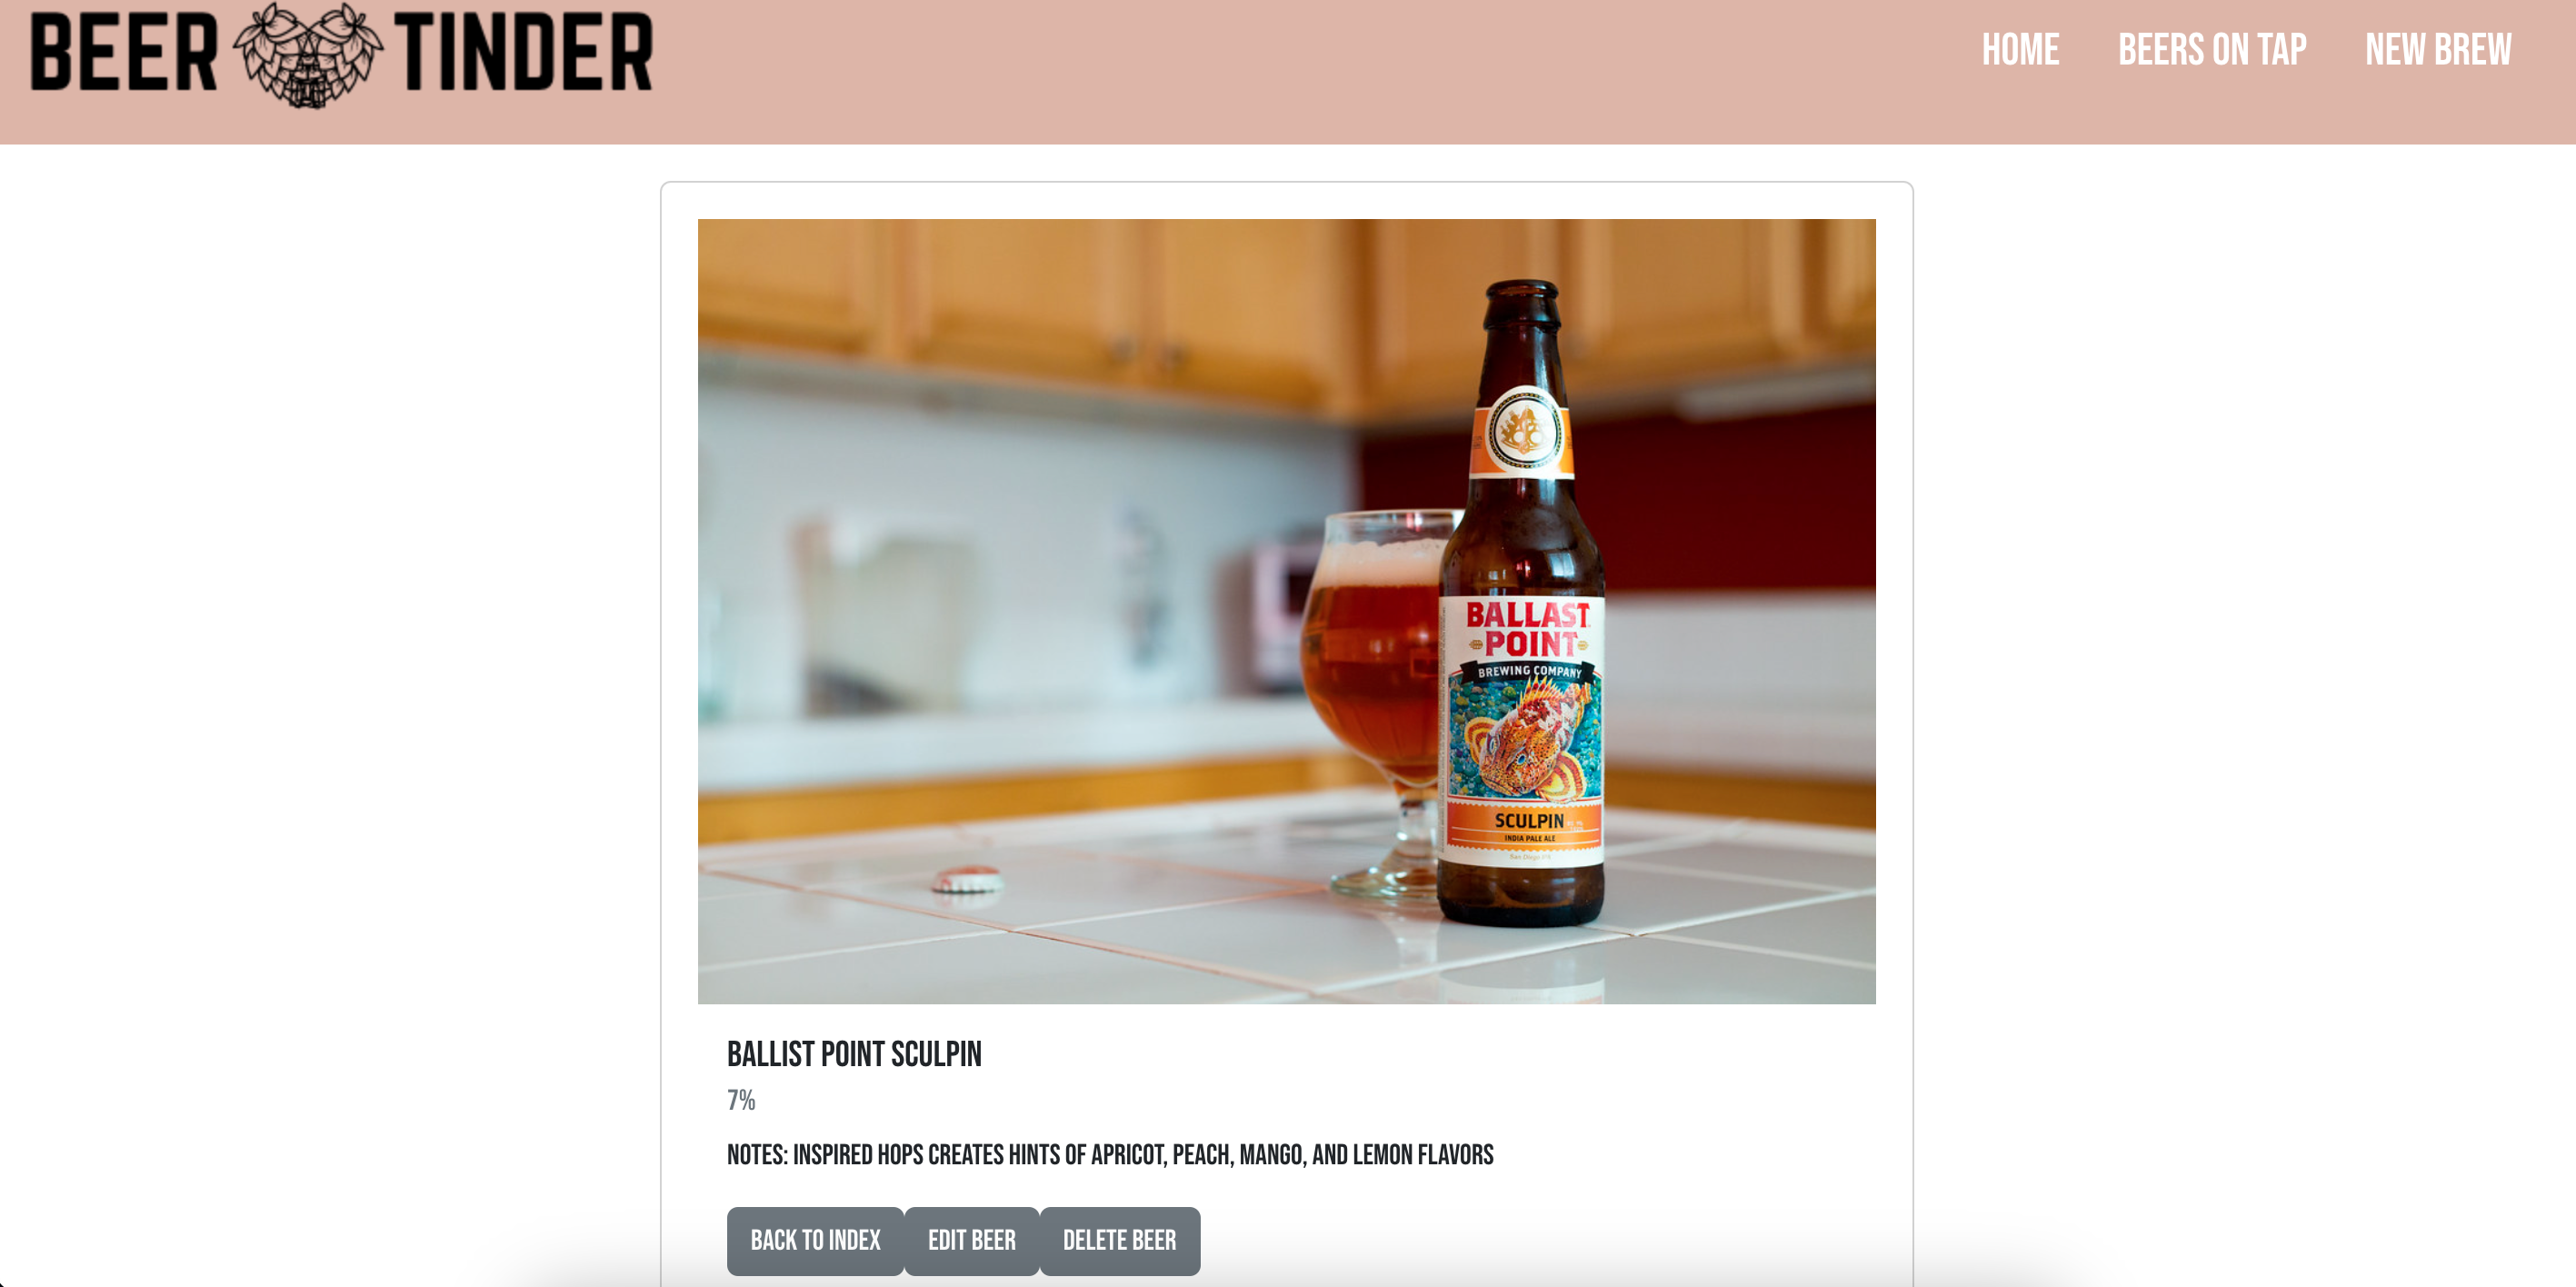 BEER TINDER
HOME BEERS ON TAP NEW BREW
BALLAST
POINT
BREWING COMPANY
SCULPIN
INDIA PALE ALE
San Diego
BALLIST POINT SCULPIN
7%
NOTES: INSPIRED HOPS CREATES HINTS OF APRICOT, PEACH, MANGO, AND LEMON FLAVORS
BACK TO INDEX EDIT BEER DELETE BEER